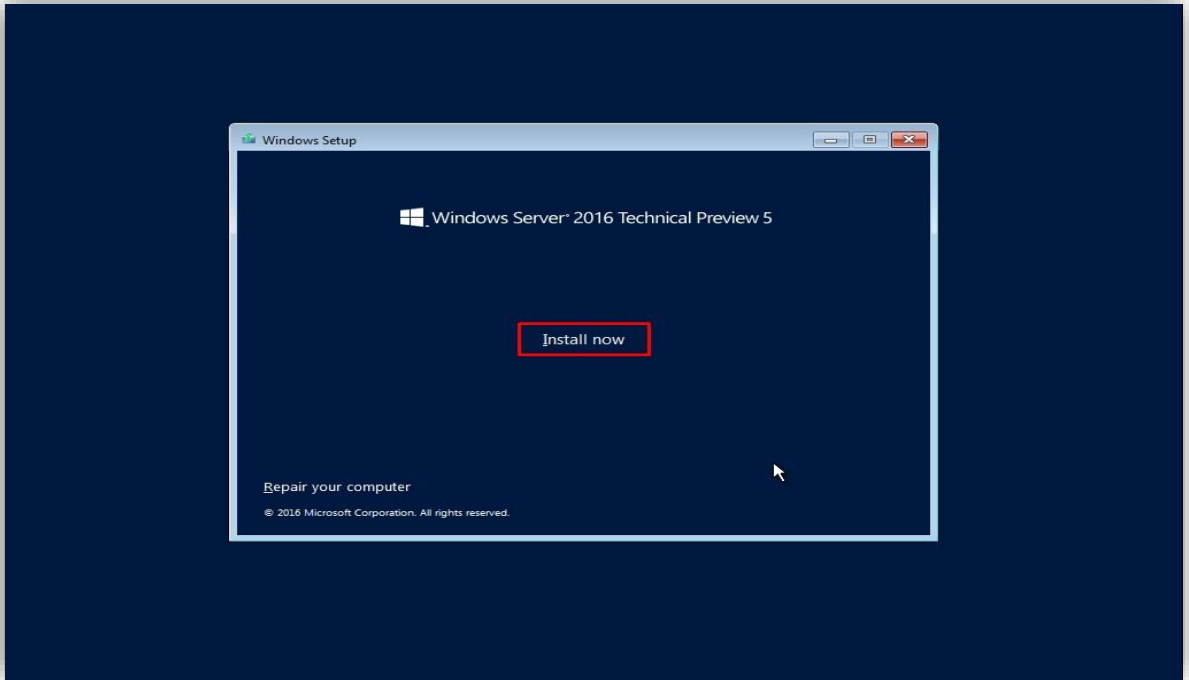 Windows Setup
Windows Server® 2016 Technical Preview 5
Install now
Repair your computer
© 2016 Microsoft Corporation. All rights reserved.